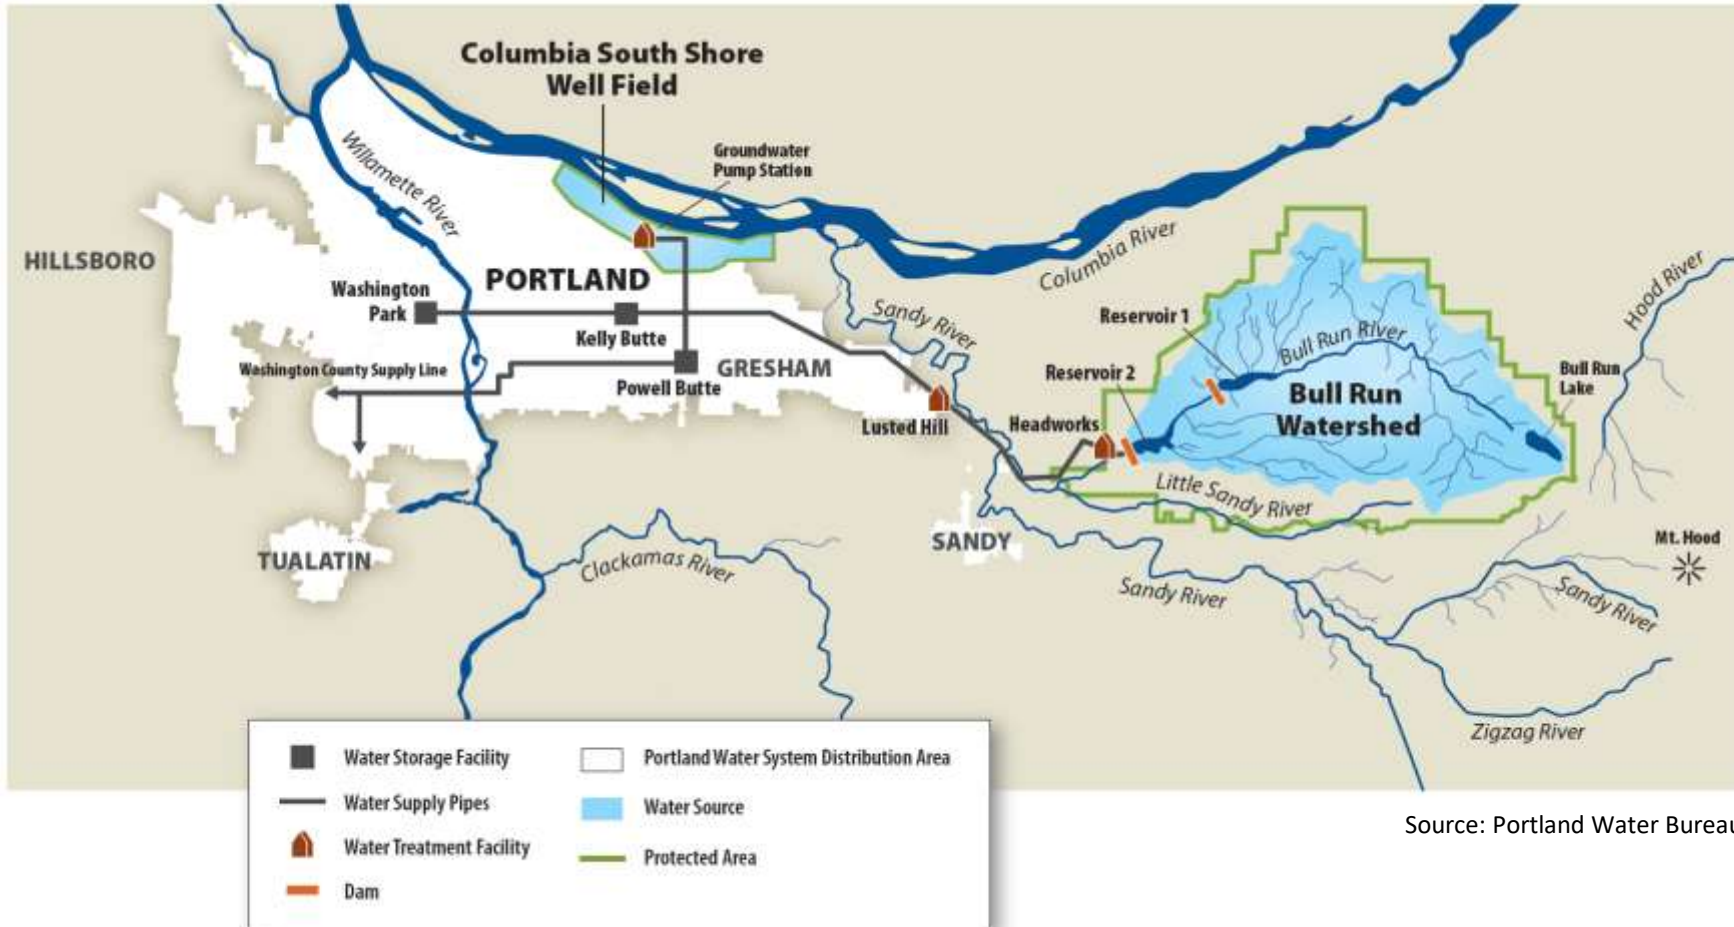 Columbia South Shore
Well Field
Groundwater
Pump Station
Willamette River
HILLSBORO
PORTLAND
Washington
Park
Kelly Butte
Washington County Supply Line
Powell Butte
GRESHAM
Columbia River
Sandy River
Lusted Hill
Reservoir 1
Reservoir 2
Headworks
Bull Run River
Bull Run
Watershed
Bull Run
Lake
Hood River
Little Sandy River
SANDY
TUALATIN
Clackamas River
Sandy River
Mt. Hood
Sandy River
Zigzag River
Water Storage Facility
Water Supply Pipes
Water Treatment Facility
Dam
Portland Water System Distribution Area
Water Source
Protected Area
Source: Portland Water Bureau